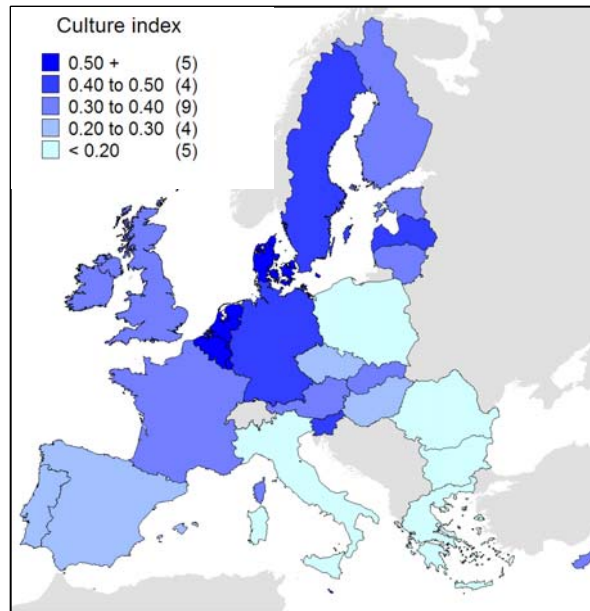 Culture index
0.50 + (5)
0.40 to 0.50 (4)
0.30 to 0.40 (9)
0.20 to 0.30 (4)
< 0.20 (5)